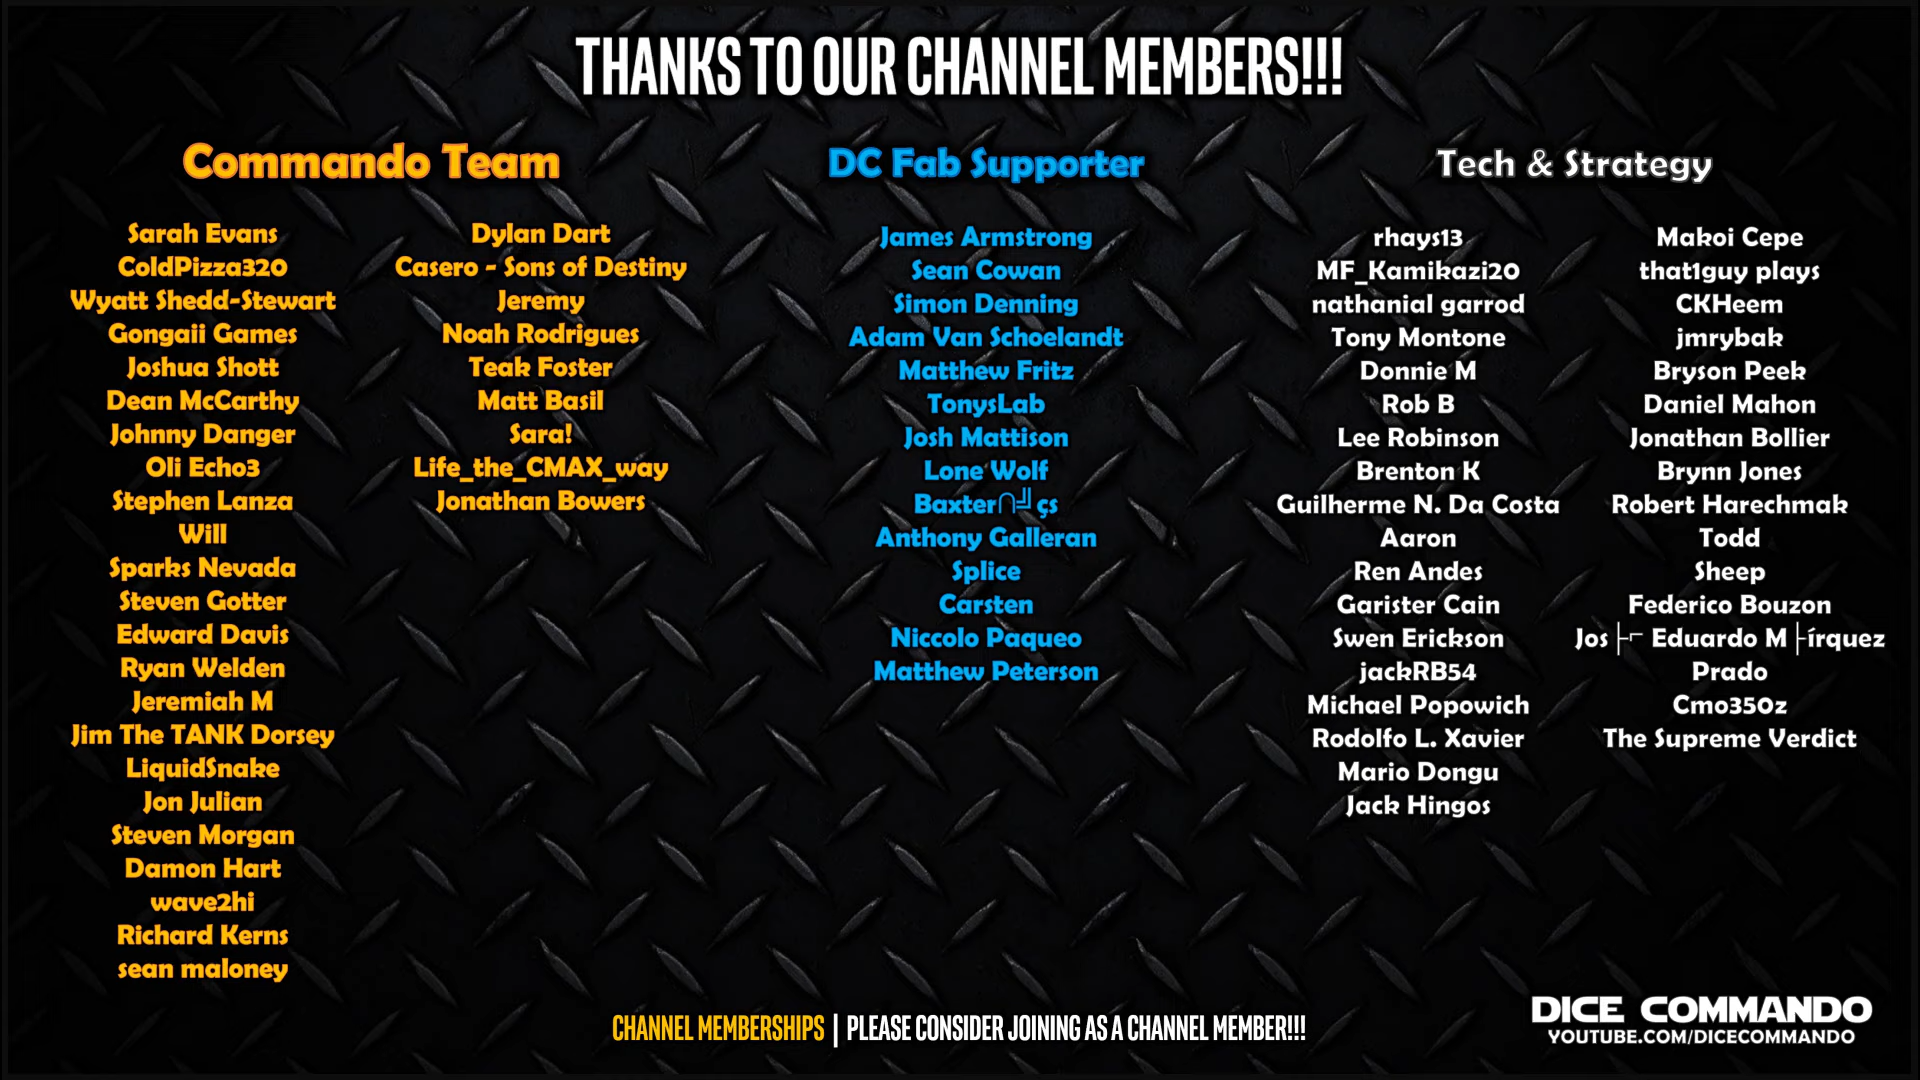 THANKS TO OUR CHANNEL MEMBERS!!!
Commando Team
Sarah Evans
ColdPizza320
Wyatt Shedd-Stewart
Gongaii Games
Joshua Shott
Dean McCarthy
Johnny Danger
Oli Echo3
Stephen Lanza
Will
Sparks Nevada
Steven Gotter
Edward Davis
Ryan Welden
Jeremiah M
Jim The TANK Dorsey
LiquidSnake
Jon Julian
Steven Morgan
Damon Hart
wave2hi
Richard Kerns
sean maloney
Dylan Dart
Casero - Sons of Destiny
Jeremy
Noah Rodrigues
Teak Foster
Matt Basil
Sara!
Life_the_CMAX_way
Jonathan Bowers
DC Fab Supporter
James Armstrong
Sean Cowan
Simon Denning
Adam Van Schoelandt
Matthew Fritz
TonysLab
Josh Mattison
Lone Wolf
Baxter∩╝çs
Anthony Galleran
Splice
Carsten
Niccolo Paqueo
Matthew Peterson
Tech & Strategy
rhays13
MF_Kamikazi20
nathanial garrod
Tony Montone
Donnie M
Rob B
Lee Robinson
Brenton K
Guilherme N. Da Costa
Aaron
Ren Andes
Garister Cain
Swen Erickson
jackRB54
Michael Popowich
Rodolfo L. Xavier
Mario Dongu
Jack Hingos
Makoi Cepe
that1guy plays
CKHeem
jmrybak
Bryson Peek
Daniel Mahon
Jonathan Bollier
Brynn Jones
Robert Harechmak
Todd
Sheep
Federico Bouzon
Jos├⌐ Eduardo M├írquez
Prado
Cmo350z
The Supreme Verdict
CHANNEL MEMBERSHIPS | PLEASE CONSIDER JOINING AS A CHANNEL MEMBER!!!
DICE COMMANDO
YOUTUBE.COM/DICECOMMANDO